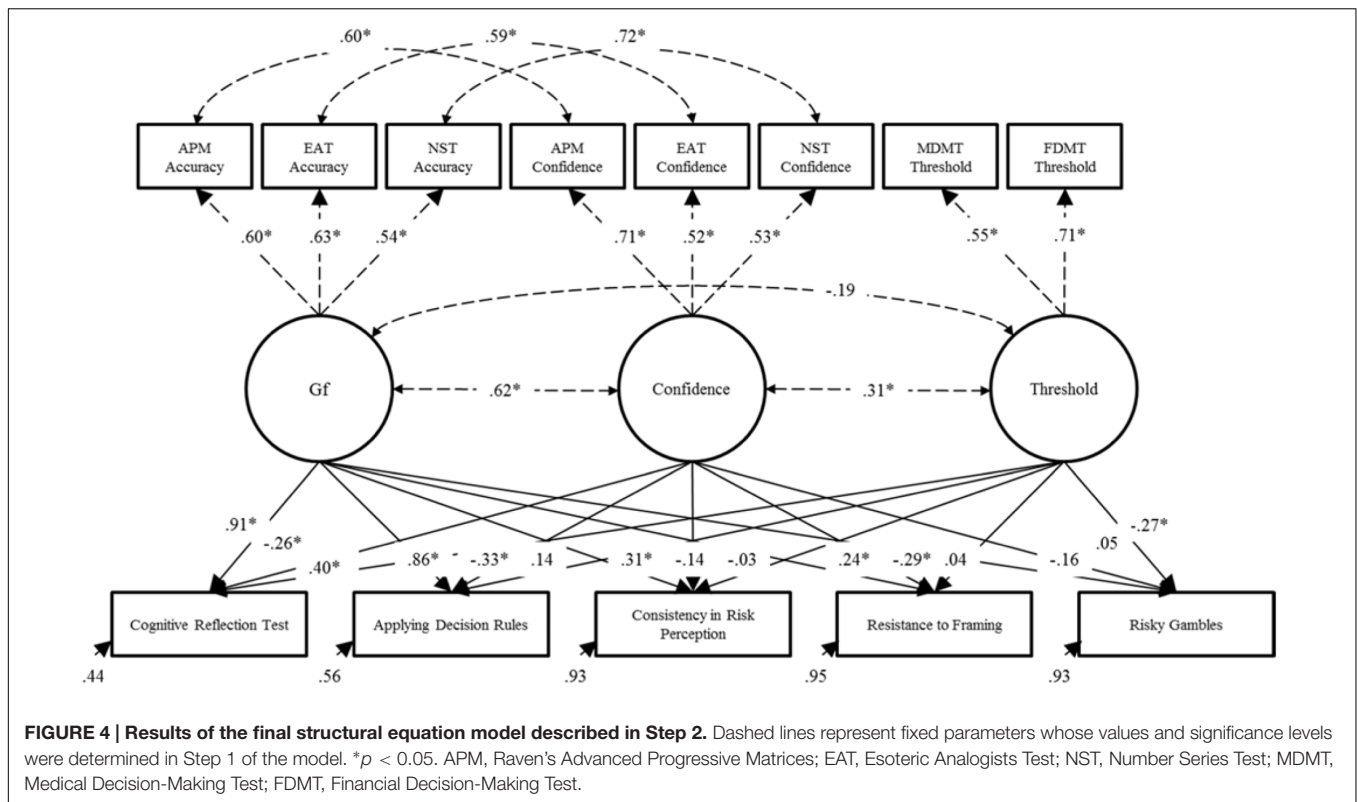 .60*
.59*
.72*
APM
Accuracy
EAT
Accuracy
NST
Accuracy
APM
Confidence
EAT
Confidence
NST
Confidence
MDMT
Threshold
FDMT
Threshold
.60*
.63*
.54*
.71*
.52*
.53*
.55*
.71*
-.19
Gf
.62*
Confidence
.31*
Threshold
.91*
-.26*
.40*
.86*
-.33*
.14
.31*
-.14
-.03
.24*
-.29*
.04
-.16
.05
-.27*
Cognitive Reflection Test
Applying Decision Rules
Consistency in Risk
Perception
Resistance to Framing
Risky Gambles
.44
.56
.93
.95
.93
FIGURE 4 | Results of the final structural equation model described in Step 2. Dashed lines represent fixed parameters whose values and significance levels
were determined in Step 1 of the model. *p < 0.05. APM, Raven's Advanced Progressive Matrices; EAT, Esoteric Analogists Test; NST, Number Series Test; MDMT,
Medical Decision-Making Test; FDMT, Financial Decision-Making Test.